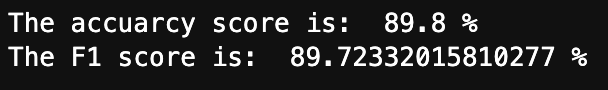 The accuarcy score is:  89.8 %
The F1 score is:  89.72332015810277 %